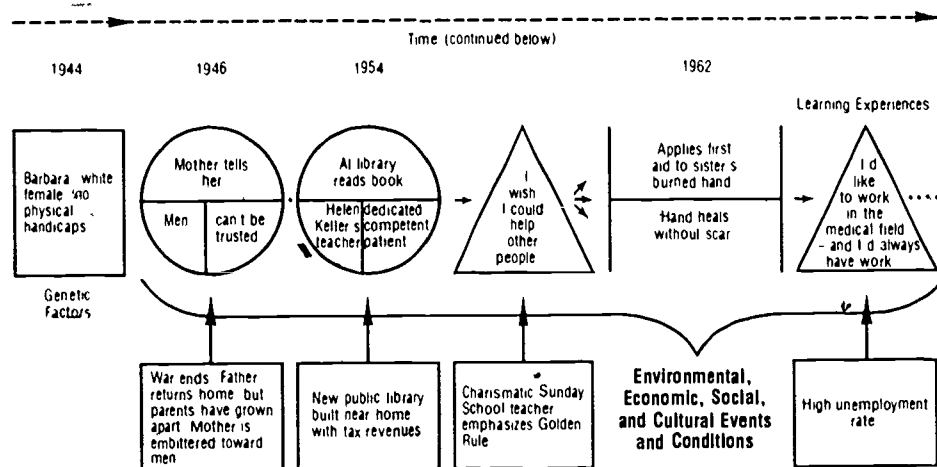 Time (continued below)
1944
1946
1954
1962
Learning Experiences
Barbara white
female no
physical
handicaps
Genetic
Factors
Mother tells
her
Men
can't be
trusted
At library
reads book
Helen
Keller s
teacher
dedicated
competent
patient
I
wish
I could
help
other
people
Applies first
aid to sister s
burned hand
Hand heals
without scar
I d
like
to work
in the
medical field
- and I d always
have work
War ends Father
returns home but
parents have grown
apart Mother is
embittered toward
men
New public library
built near home
with tax revenues
Charismatic Sunday
School teacher
emphasizes Golden
Rule
Environmental,
Economic, Social,
and Cultural Events
and Conditions
High unemployment
rate